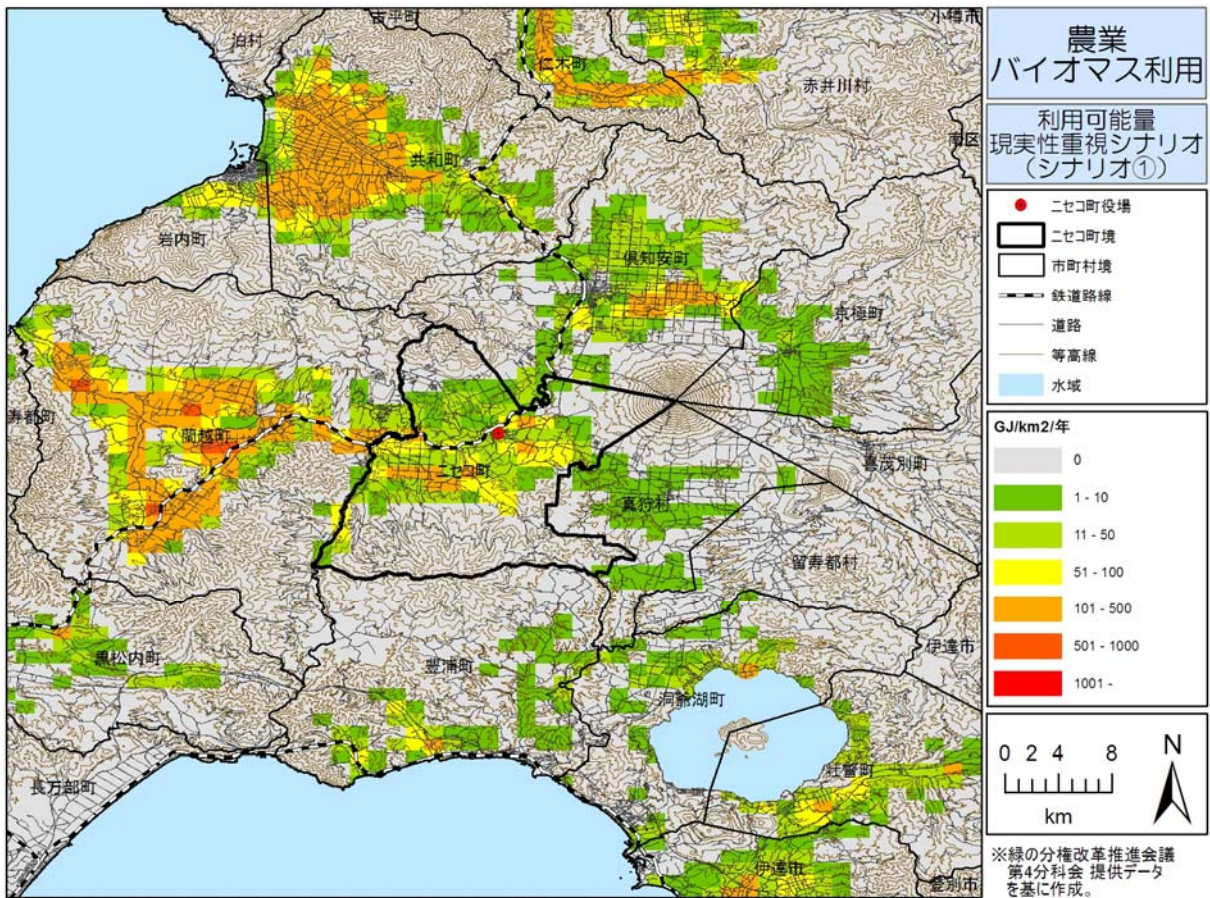 農業
バイオマス利用
利用可能量
現実性重視シナリオ
（シナリオ①）
ニセコ町役場
ニセコ町境
市町村境
鉄道路線
道路
等高線
水域
GJ/km2/年
0
1 - 10
11 - 50
51 - 100
101 - 500
501 - 1000
1001 -
0 2 4 8
km
N
※緑の分権改革推進会議
第4分科会 提供データ
を基に作成。
古平町
小樽市
泊村
仁木町
赤井川村
南区
共和町
岩内町
倶知安町
京極町
寿都町
蘭越町
ニセコ町
喜茂別町
真狩村
留寿都村
黒松内町
豊浦町
伊達市
洞爺湖町
長万部町
壮瞥町
伊達市
登別市